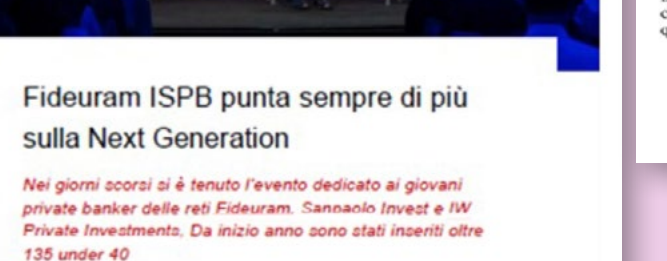 Fideuram ISPB punta sempre di più
sulla Next Generation
Nei giorni scorsi si è tenuto l'evento dedicato ai giovani
private banker delle reti Fideuram, Sanpaolo Invest e IW
Private Investments. Da inizio anno sono stati inseriti oltre
135 under 40